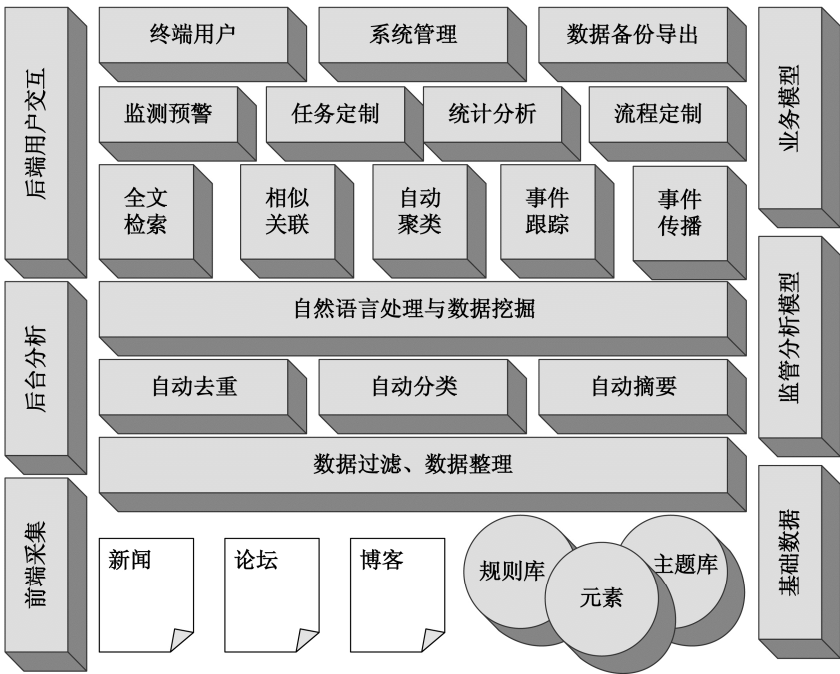 后端用户交互
终端用户
系统管理
数据备份导出
业务模型
监测预警
任务定制
统计分析
流程定制
全文
检索
相似
关联
自动
聚类
事件
跟踪
事件
传播
后台分析
自然语言处理与数据挖掘
监管分析模型
自动去重
自动分类
自动摘要
数据过滤、数据整理
前端采集
新闻
论坛
博客
规则库
元素
主题库
基础数据